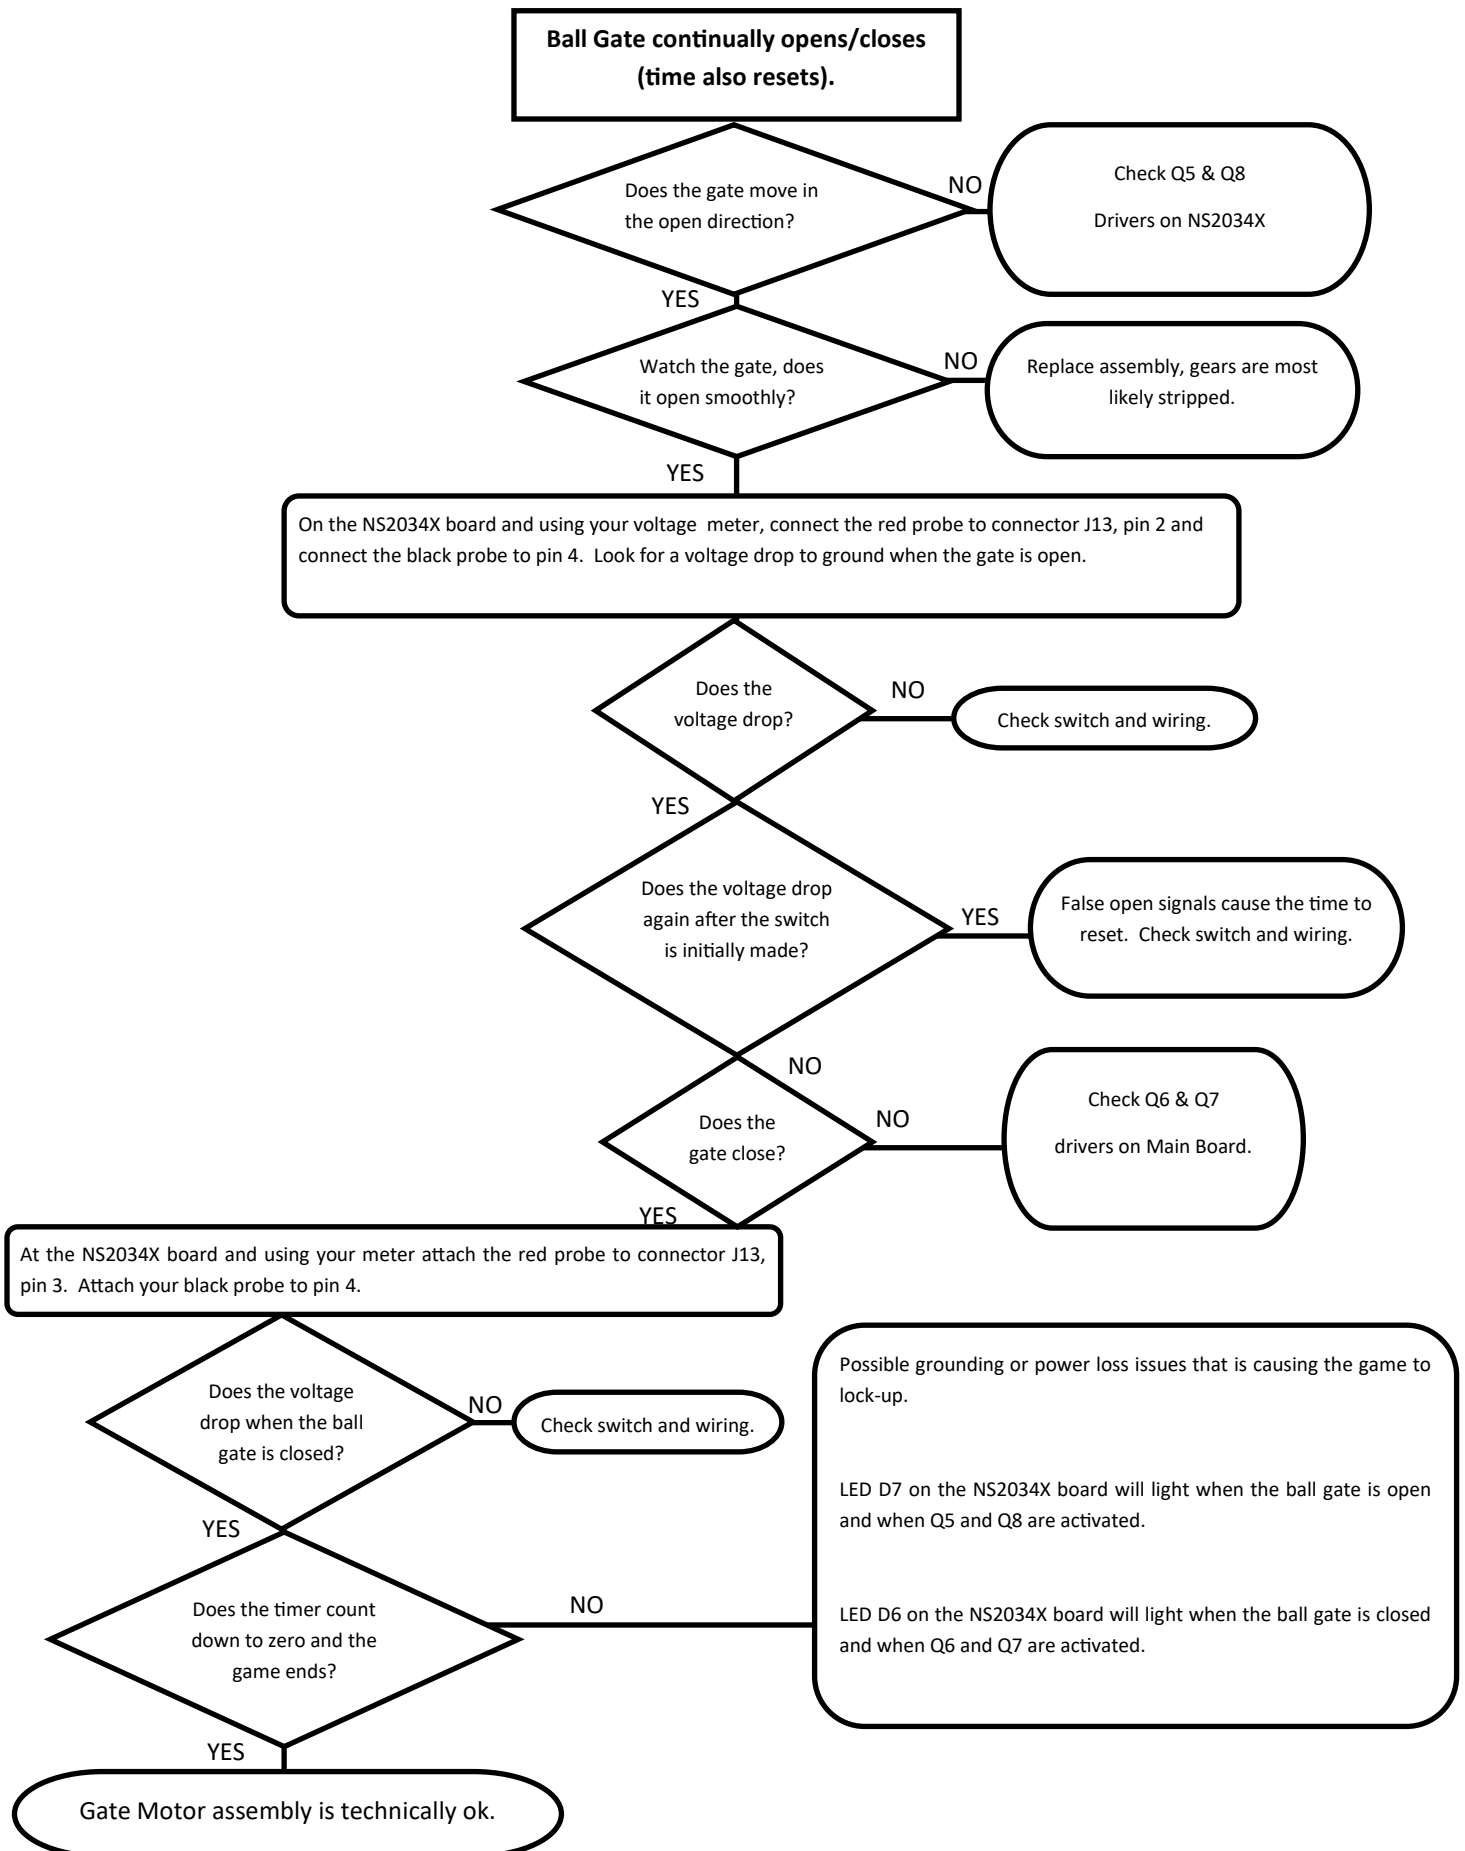 Ball Gate continually opens/closes
(time also resets).
Does the gate move in
the open direction?
NO
Check Q5 & Q8
Drivers on NS2034X
YES
Watch the gate, does
it open smoothly?
NO
Replace assembly, gears are most
likely stripped.
YES
On the NS2034X board and using your voltage  meter, connect the red probe to connector J13, pin 2 and
connect the black probe to pin 4.  Look for a voltage drop to ground when the gate is open.
Does the
voltage drop?
NO
Check switch and wiring.
YES
Does the voltage drop
again after the switch
is initially made?
YES
False open signals cause the time to
reset.  Check switch and wiring.
NO
Does the
gate close?
NO
Check Q6 & Q7
drivers on Main Board.
YES
At the NS2034X board and using your meter attach the red probe to connector J13,
pin 3.  Attach your black probe to pin 4.
Does the voltage
drop when the ball
gate is closed?
NO
Check switch and wiring.
YES
Does the timer count
down to zero and the
game ends?
NO
Possible grounding or power loss issues that is causing the game to
lock-up.
LED D7 on the NS2034X board will light when the ball gate is open
and when Q5 and Q8 are activated.
LED D6 on the NS2034X board will light when the ball gate is closed
and when Q6 and Q7 are activated.
YES
Gate Motor assembly is technically ok.